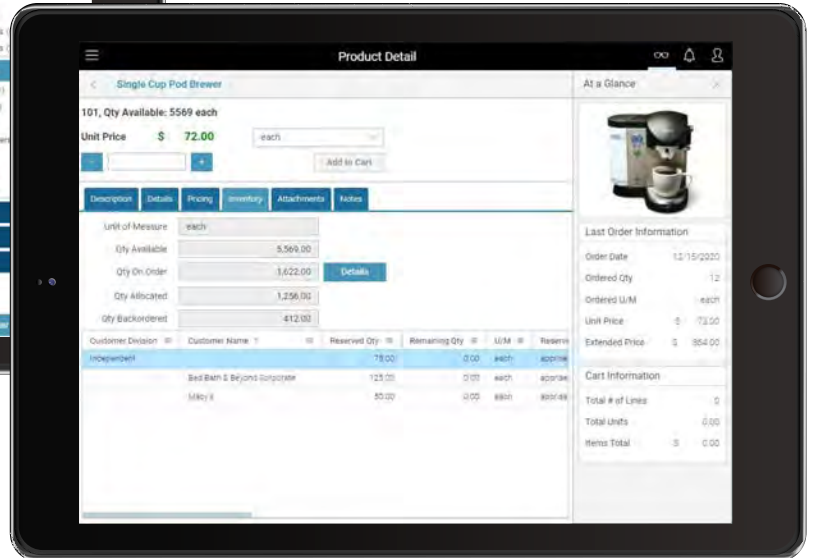 Product Detail
Single Cup Pod Brewer
101, Qty Available: 5569 each
Unit Price $ 72.00 each
- +
Add to Cart
Description Details Pricing Inventory Attachments Notes
Unit of Measure each
Qty Available 5,569.00
Qty On Order 1,622.00 Details
Qty Allocated 1,256.00
Qty Backordered 412.00
Customer Division Customer Name Reserved Qty Remaining Qty U/M Reserv
Independent 75.00 0.00 each
Bed Bath & Beyond Corporate 125.00 0.00 each
50.00 0.00 each
At a Glance
Last Order Information
Order Date 12/15/2020
Ordered Qty 12
Ordered U/M each
Unit Price $ 72.00
Extended Price $ 864.00
Cart Information
Total # of Lines 0
Total Units 0.00
Items Total $ 0.00